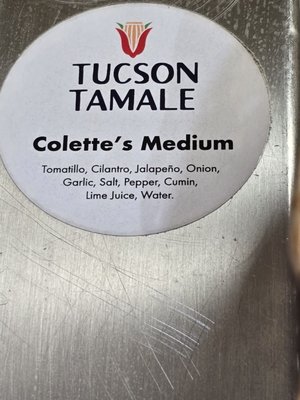 TUCSON
TAMALE
Colette's Medium
Tomatillo, Cilantro, Jalapeño, Onion,
Garlic, Salt, Pepper, Cumin,
Lime Juice, Water.